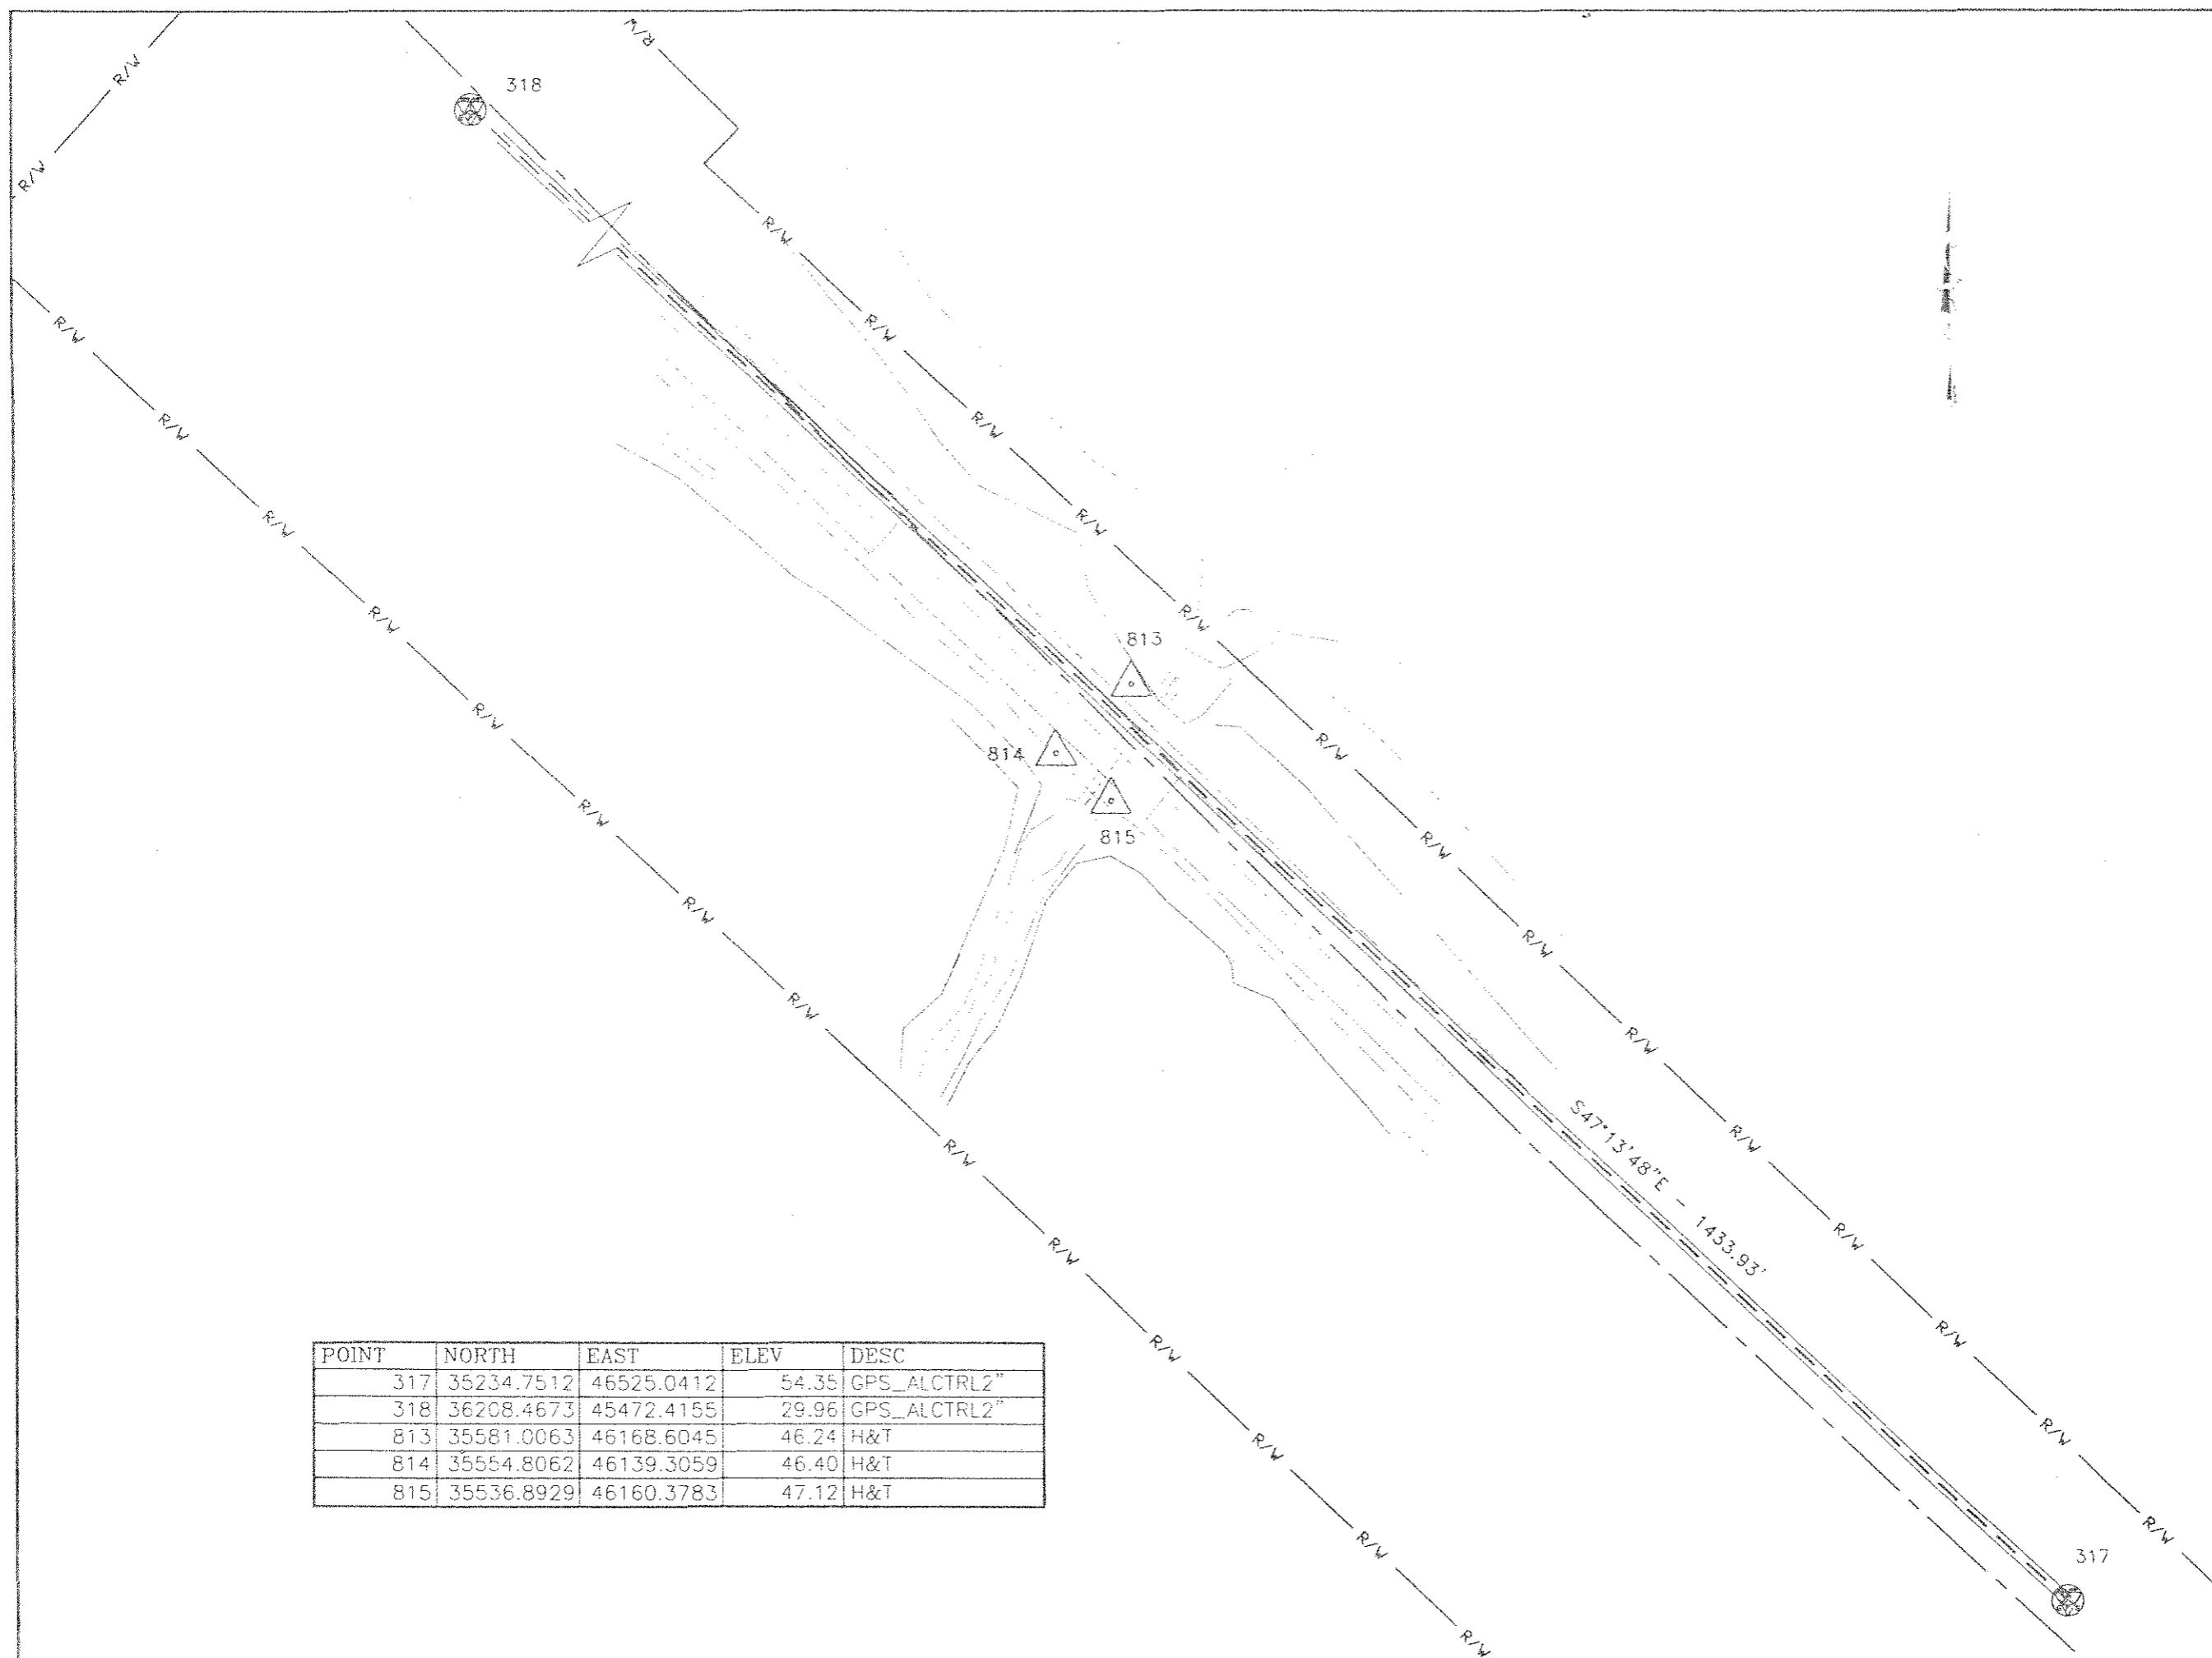 R/W
R/W
R/W
318
R/W
R/W
R/W
R/W
R/W
R/W
R/W
R/W
R/W
R/W
813
R/W
R/W
814
R/W
R/W
815
R/W
R/W
R/W
R/W
S47°13'48"E - 1433.93'
R/W
R/W
R/W
R/W
R/W
R/W
R/W
R/W
R/W
R/W
317
R/W
POINT NORTH EAST ELEV DESC
317 35234.7512 46525.0412 54.35 GPS_ALCTRL2"
318 36208.4673 45472.4155 29.96 GPS_ALCTRL2"
813 35581.0063 46168.6045 46.24 H&T
814 35554.8062 46139.3059 46.40 H&T
815 35536.8929 46160.3783 47.12 H&T